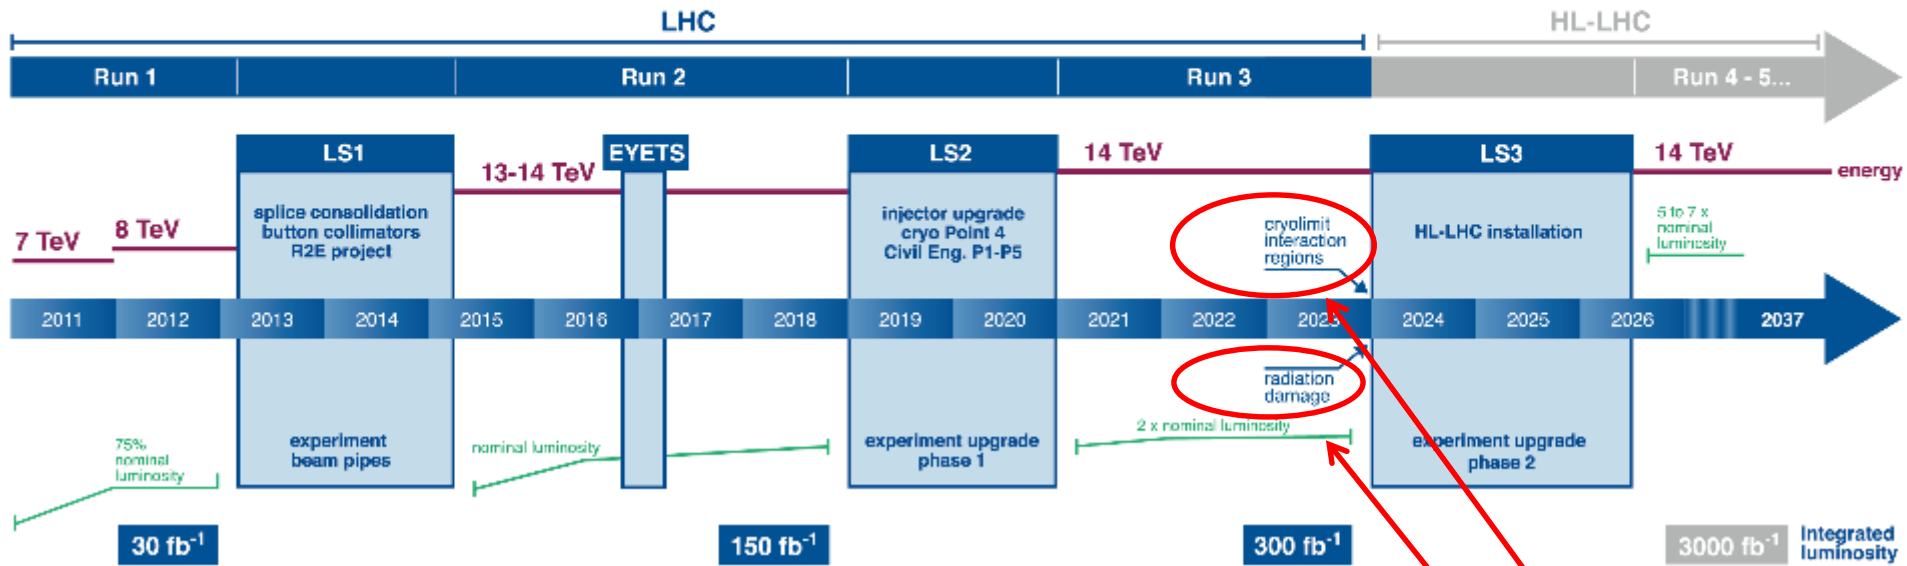 LHC
HL-LHC
Run 1
Run 2
Run 3
Run 4 - 5...
LS1
EYETS
LS2
14 TeV
LS3
14 TeV
energy
13-14 TeV
7 TeV
8 TeV
splice consolidation
button collimators
R2E project
injector upgrade
cryo Point 4
Civil Eng. P1-P5
cryolimit
interaction
regions
HL-LHC installation
5 to 7 x
nominal
luminosity
2011
2012
2013
2014
2015
2016
2017
2018
2019
2020
2021
2022
2023
2024
2025
2026
2037
radiation
damage
75%
nominal
luminosity
experiment
beam pipes
nominal luminosity
experiment upgrade
phase 1
2 x nominal luminosity
experiment upgrade
phase 2
30 fb⁻¹
150 fb⁻¹
300 fb⁻¹
3000 fb⁻¹
Integrated
luminosity